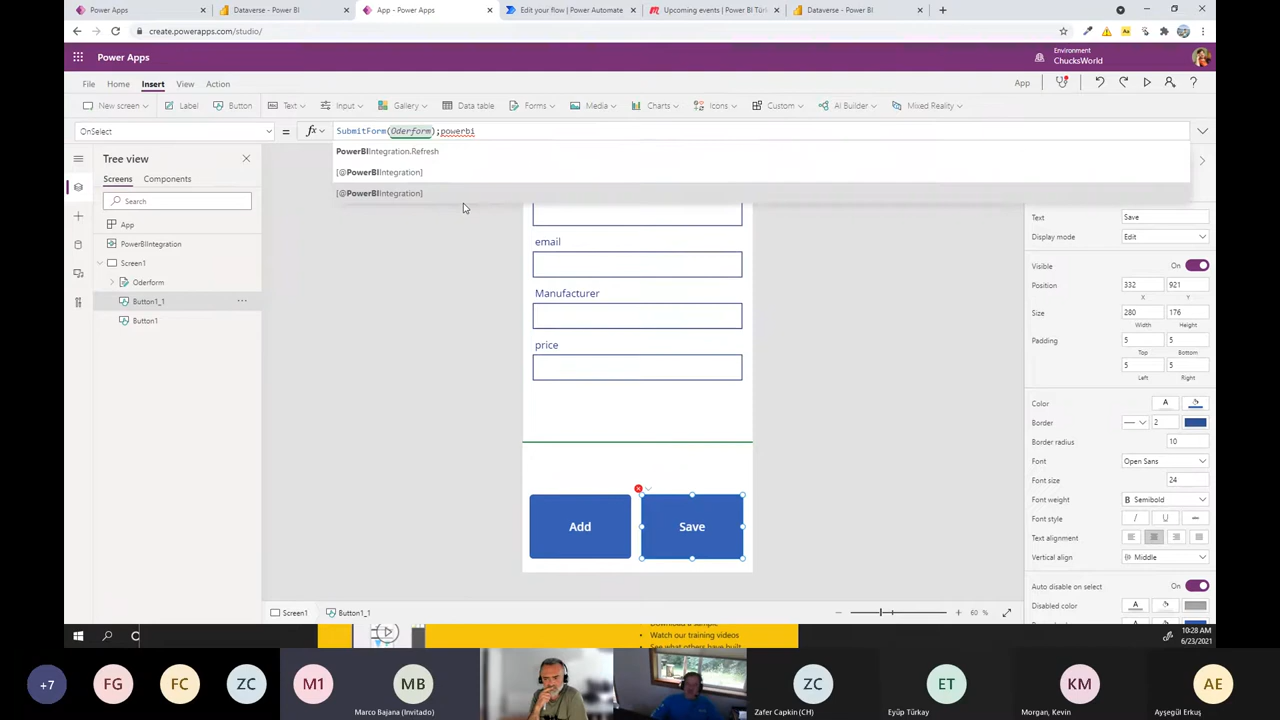 Power Apps
Dataverse - Power BI
App - Power Apps
Edit your flow | Power Automate
Upcoming events | Power BI Türk
Dataverse - Power BI
create.powerapps.com/studio/
Power Apps
Environment
ChucksWorld
File
Home
Insert
View
Action
App
New screen
Label
Button
Text
Input
Gallery
Data table
Forms
Media
Charts
Icons
Custom
AI Builder
Mixed Reality
OnSelect
=
fx
SubmitForm(Oderform);powerbi
PowerBIIntegration.Refresh
[@PowerBIIntegration]
[@PowerBIIntegration]
Tree view
Screens
Components
Search
App
PowerBIIntegration
Screen1
Oderform
Button1_1
Button1
email
Manufacturer
price
Add
Save
Text
Save
Display mode
Edit
Visible
On
Position
332
921
X
Y
Size
280
176
Width
Height
Padding
5
5
Top
Bottom
5
5
Left
Right
Color
Border
2
Border radius
10
Font
Open Sans
Font size
24
Font weight
B Semibold
Font style
Text alignment
Vertical align
Middle
Auto disable on select
On
Disabled color
Screen1
Button1_1
60 %
Watch our training videos
10:28 AM
6/23/2021
+7
FG
FC
ZC
M1
MB
Marco Bajana (Invitado)
ZC
Zafer Capkin (CH)
ET
Eyüp Türkay
KM
Morgan, Kevin
AE
Ayşegül Erkuş